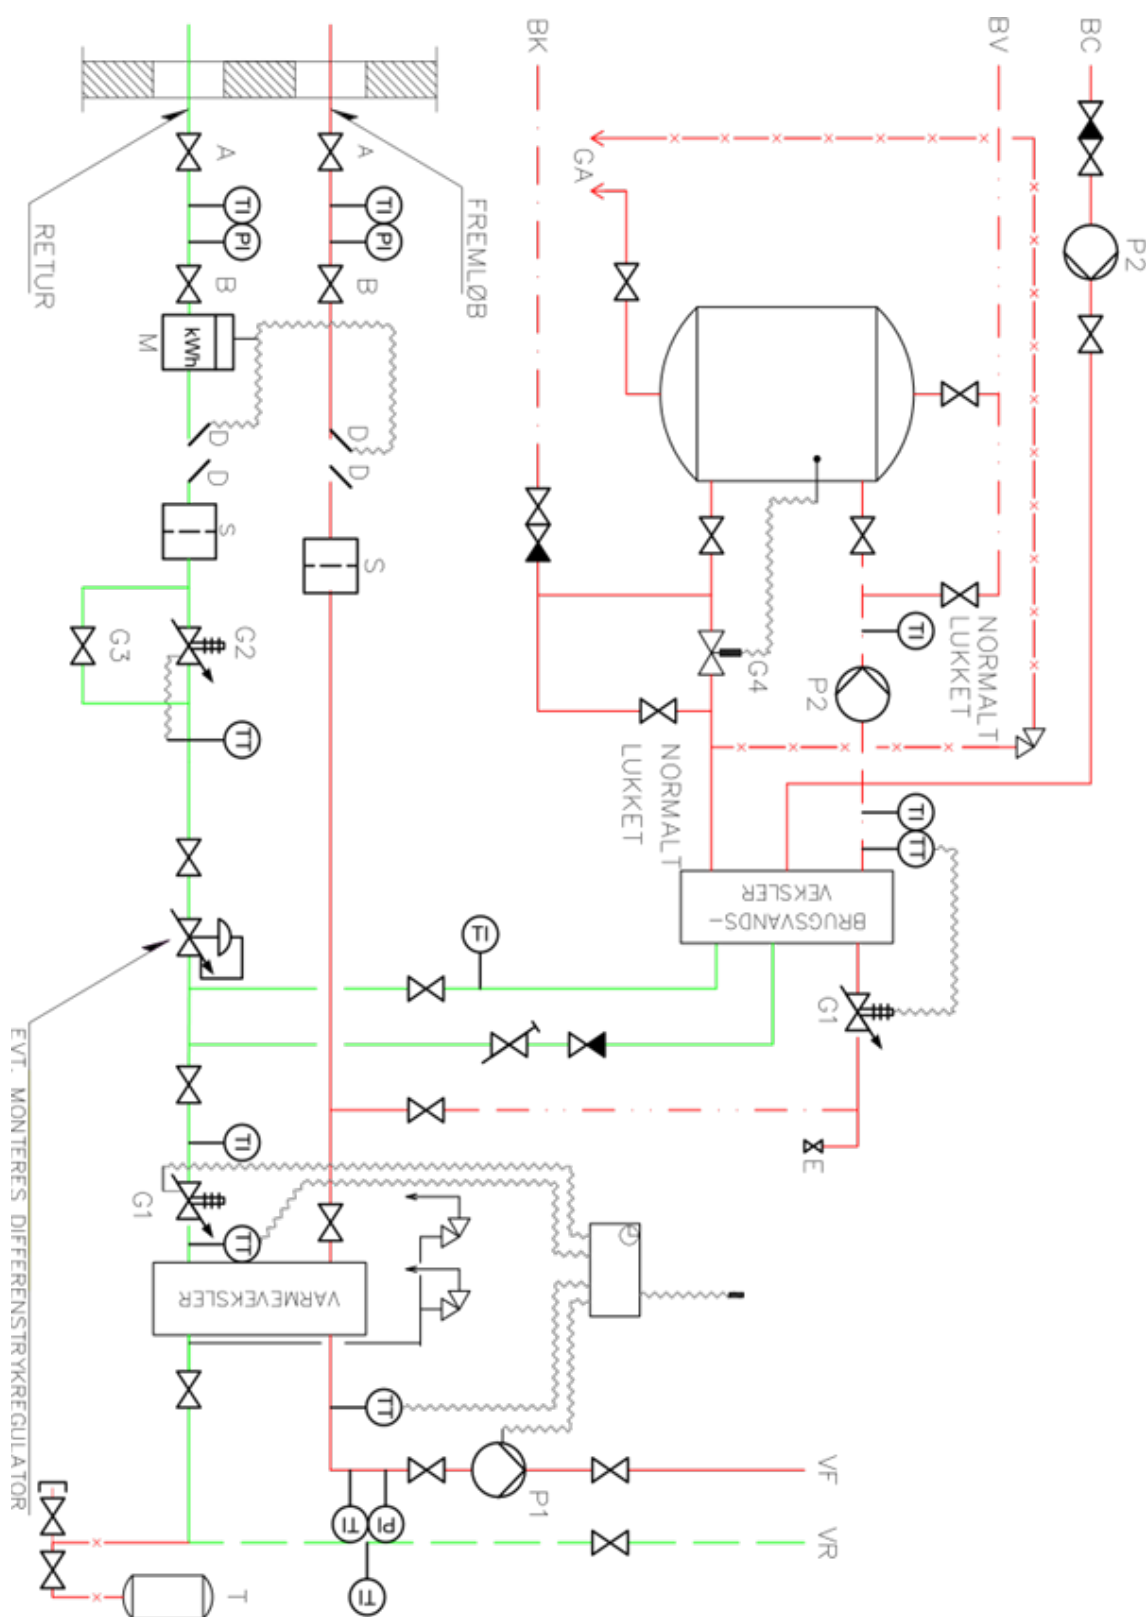 BK
BV
BC
A
A
GA
P2
TI
TI
PI
PI
RETUR
FREMLØB
B
B
M
kWh
D
D
D
D
S
S
G3
G2
TT
G4
TI
P2
NORMALT
LUKKET
NORMALT
LUKKET
TI
TT
BRUGSVANDS-
VEKSLER
TI
G1
E
TI
G1
TT
VARMEVEKSLER
EVT. MONTERES DIFFERENSTRYKREGULATOR
TT
P1
VF
TI
PI
VR
TI
T